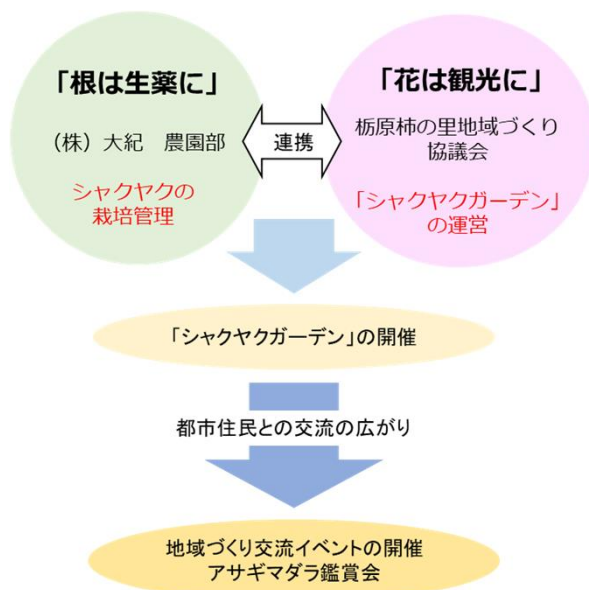 「根は生薬に」
(株)大紀 農園部
シャクヤクの
栽培管理
連携
「花は観光に」
栃原柿の里地域づくり
協議会
「シャクヤクガーデン」
の運営
「シャクヤクガーデン」の開催
都市住民との交流の広がり
地域づくり交流イベントの開催
アサギマダラ鑑賞会